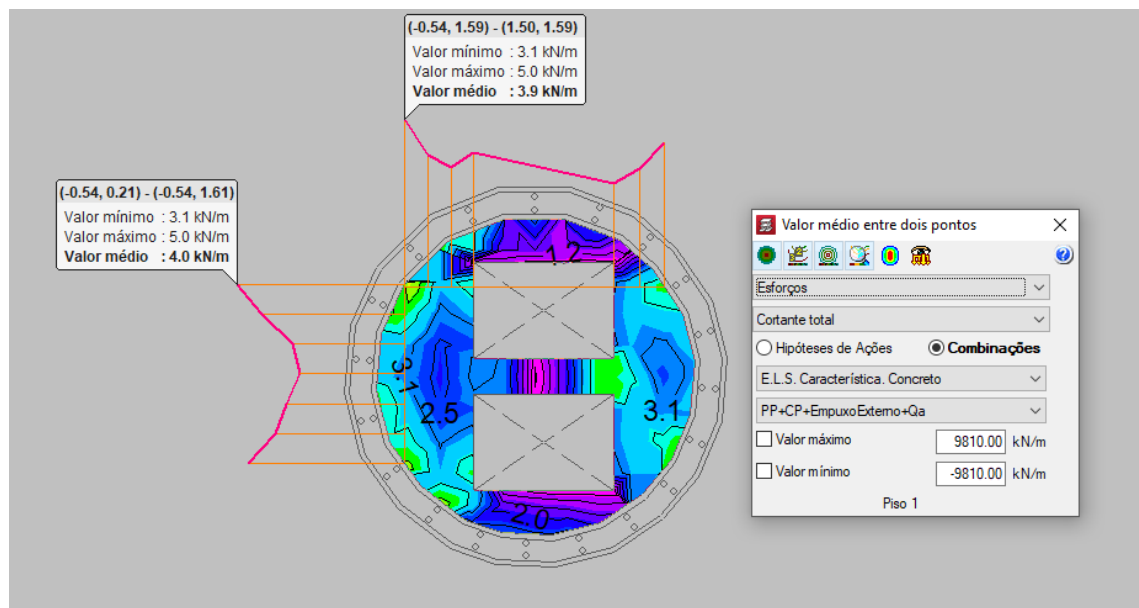 (-0.54, 1.59) - (1.50, 1.59)
Valor mínimo : 3.1 kN/m
Valor máximo : 5.0 kN/m
Valor médio : 3.9 kN/m
(-0.54, 0.21) - (-0.54, 1.61)
Valor mínimo : 3.1 kN/m
Valor máximo : 5.0 kN/m
Valor médio : 4.0 kN/m
1.2
3.1
2.5
3.1
2.0
Valor médio entre dois pontos
Esforços
Cortante total
Hipóteses de Ações Combinações
E.L.S. Característica. Concreto
PP+CP+EmpuxoExterno+Qa
Valor máximo 9810.00 kN/m
Valor mínimo -9810.00 kN/m
Piso 1